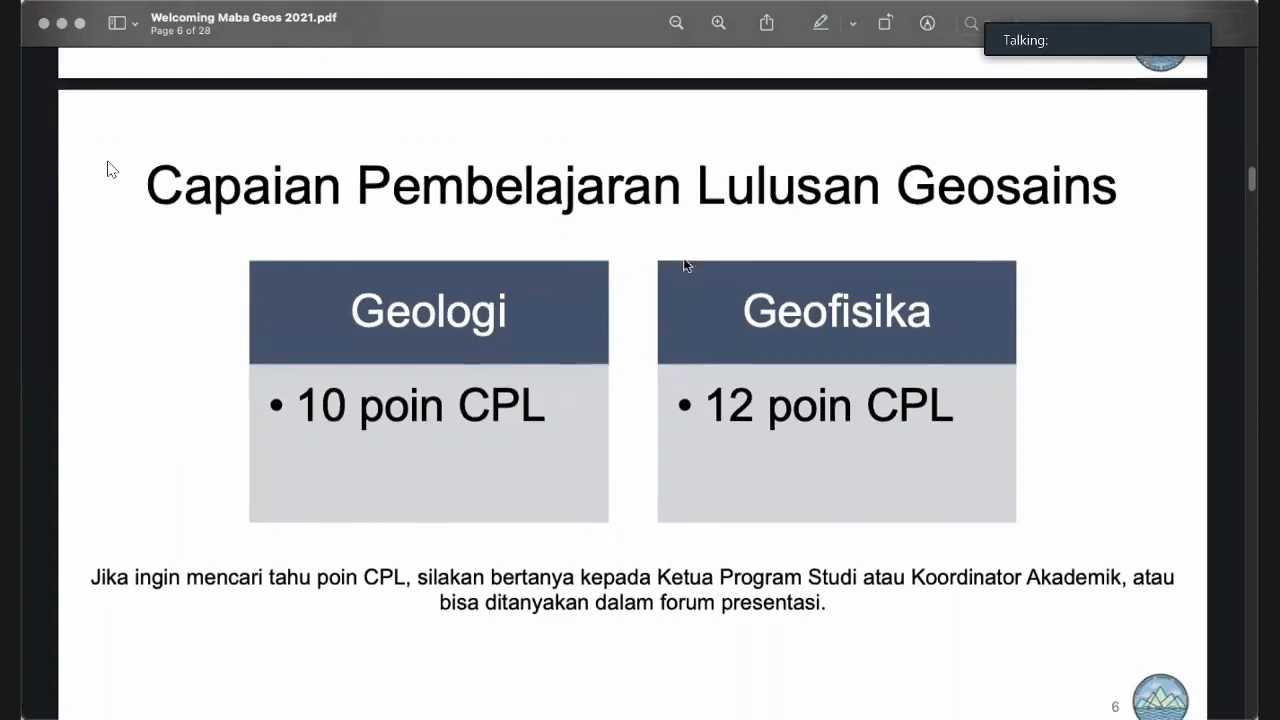 Welcoming Maba Geos 2021.pdf
Page 6 of 28
Talking:
Capaian Pembelajaran Lulusan Geosains
Geologi
• 10 poin CPL
Geofisika
• 12 poin CPL
Jika ingin mencari tahu poin CPL, silakan bertanya kepada Ketua Program Studi atau Koordinator Akademik, atau
bisa ditanyakan dalam forum presentasi.
6